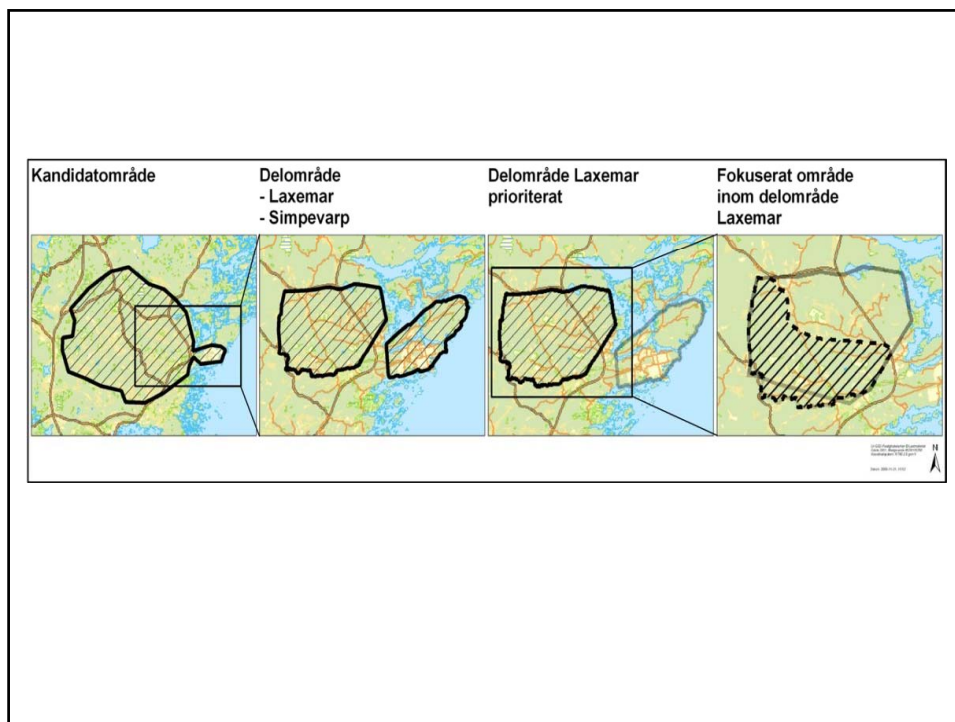 Kandidatområde
Delområde
- Laxemar
- Simpevarp
Delområde Laxemar
prioriterat
Fokuserat område
inom delområde
Laxemar
N